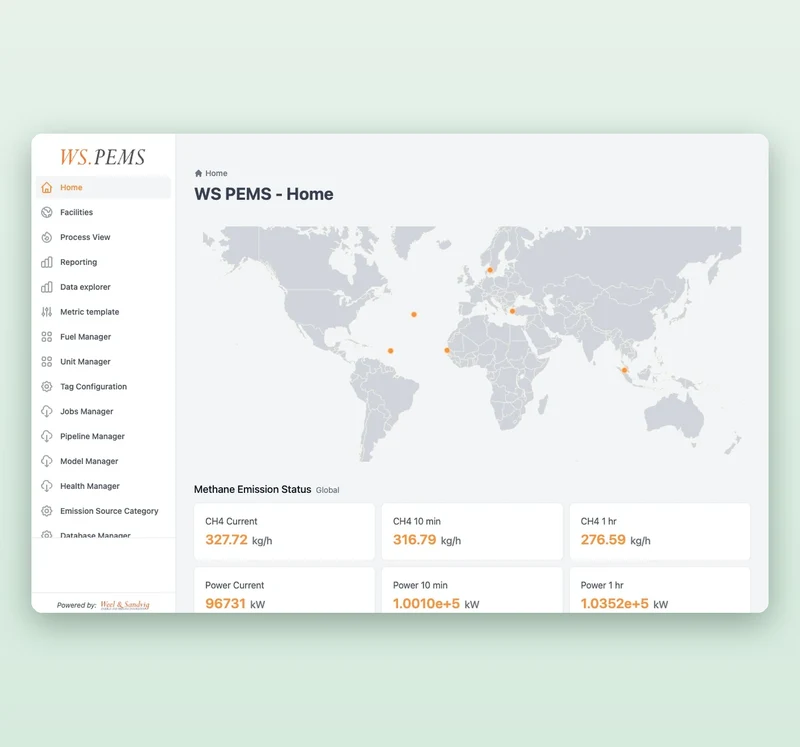 WS.PEMS
Home
Facilities
Process View
Reporting
Data explorer
Metric template
Fuel Manager
Unit Manager
Tag Configuration
Jobs Manager
Pipeline Manager
Model Manager
Health Manager
Emission Source Category
Database Manager
Powered by: Weel & Sandvig
Home
WS PEMS - Home
Methane Emission Status Global
CH4 Current
327.72 kg/h
CH4 10 min
316.79 kg/h
CH4 1 hr
276.59 kg/h
Power Current
96731 kW
Power 10 min
1.0010e+5 kW
Power 1 hr
1.0352e+5 kW